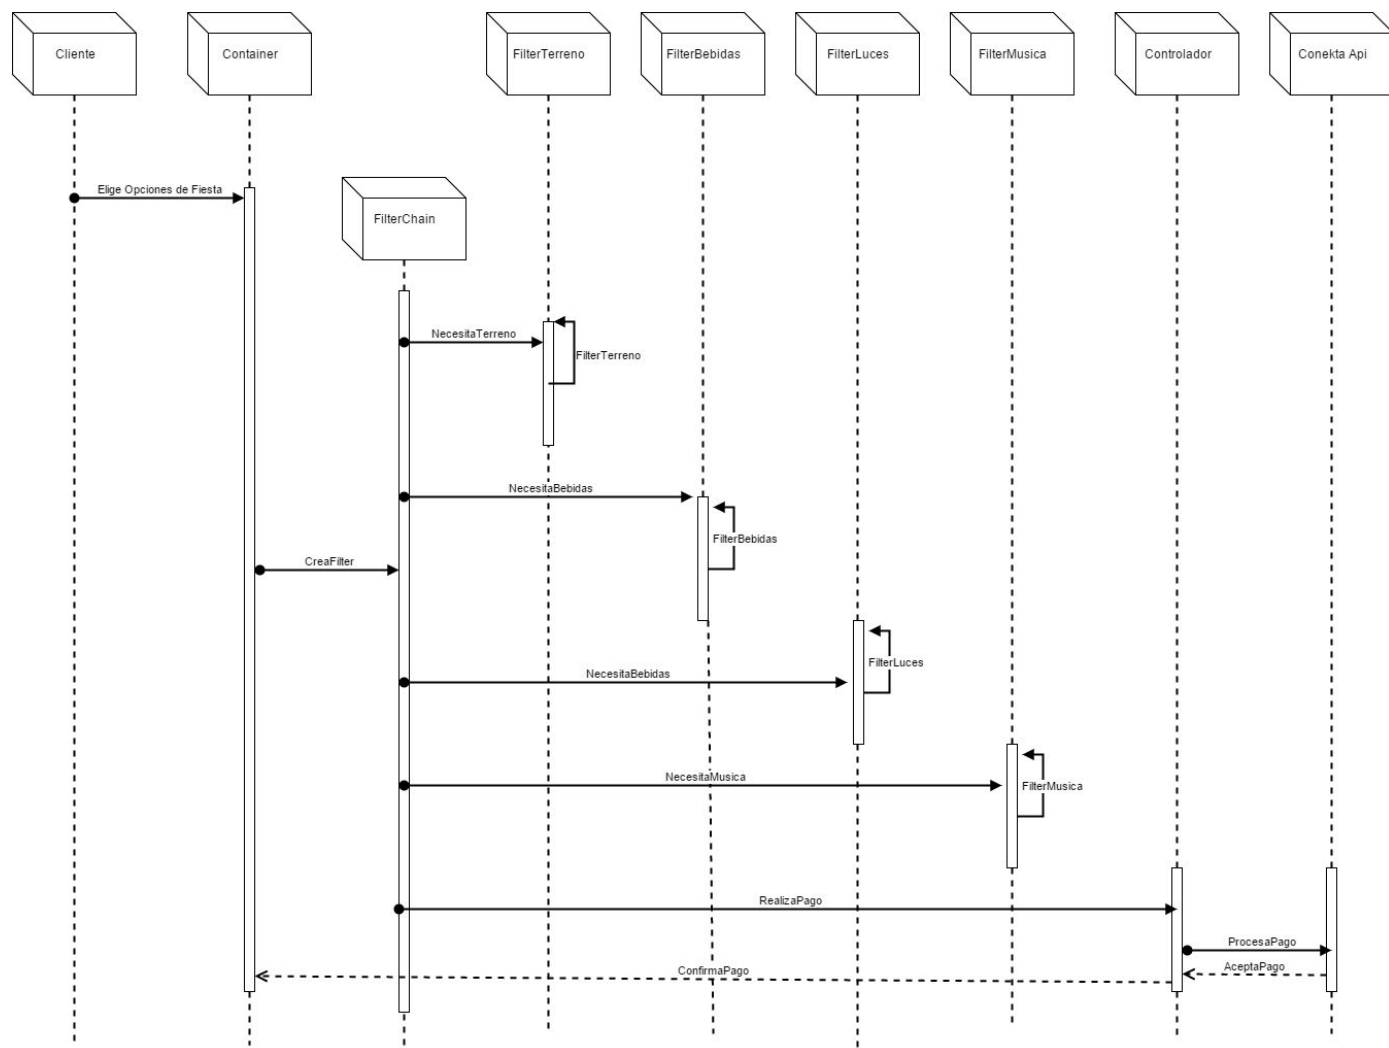 Cliente
Container
FilterTerreno
FilterBebidas
FilterLuces
FilterMusica
Controlador
Conekta Api
Elige Opciones de Fiesta
FilterChain
NecesitaTerreno
FilterTerreno
NecesitaBebidas
FilterBebidas
CreaFilter
FilterLuces
NecesitaBebidas
NecesitaMusica
FilterMusica
RealizaPago
ProcesaPago
AceptaPago
ConfirmaPago